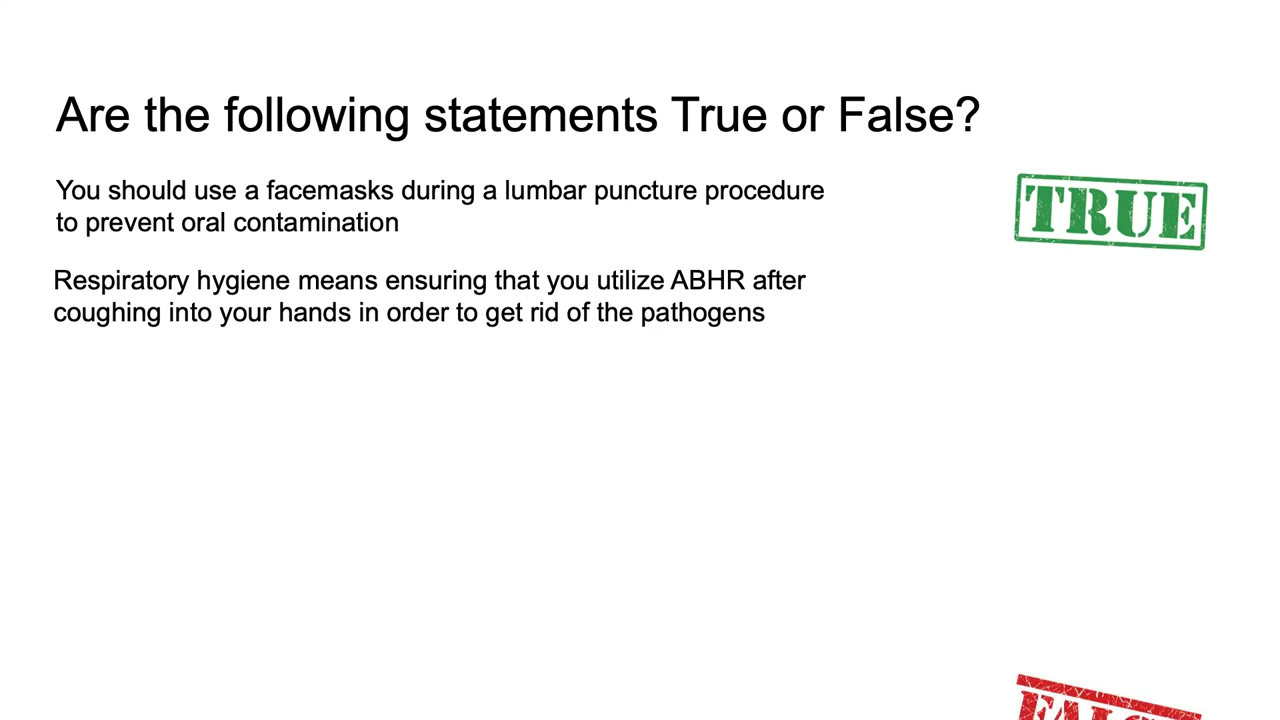 Are the following statements True or False?
You should use a facemasks during a lumbar puncture procedure
to prevent oral contamination
TRUE
Respiratory hygiene means ensuring that you utilize ABHR after
coughing into your hands in order to get rid of the pathogens